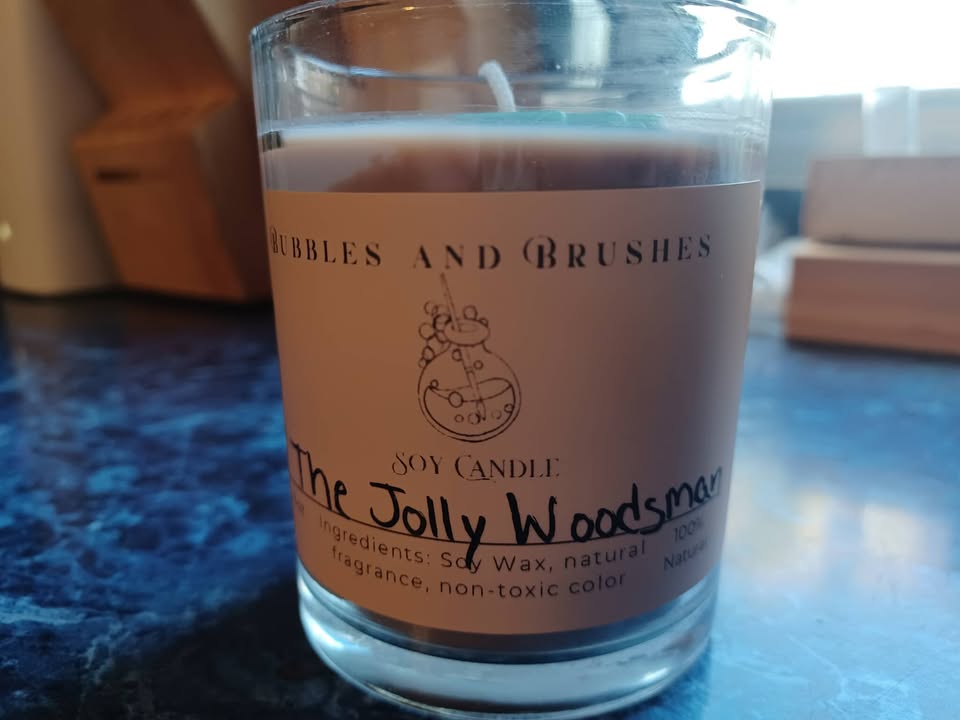 Bubbles and Brushes
Soy Candle
The Jolly Woodsman
Ingredients: Soy Wax, natural
fragrance, non-toxic color
100%
Natural